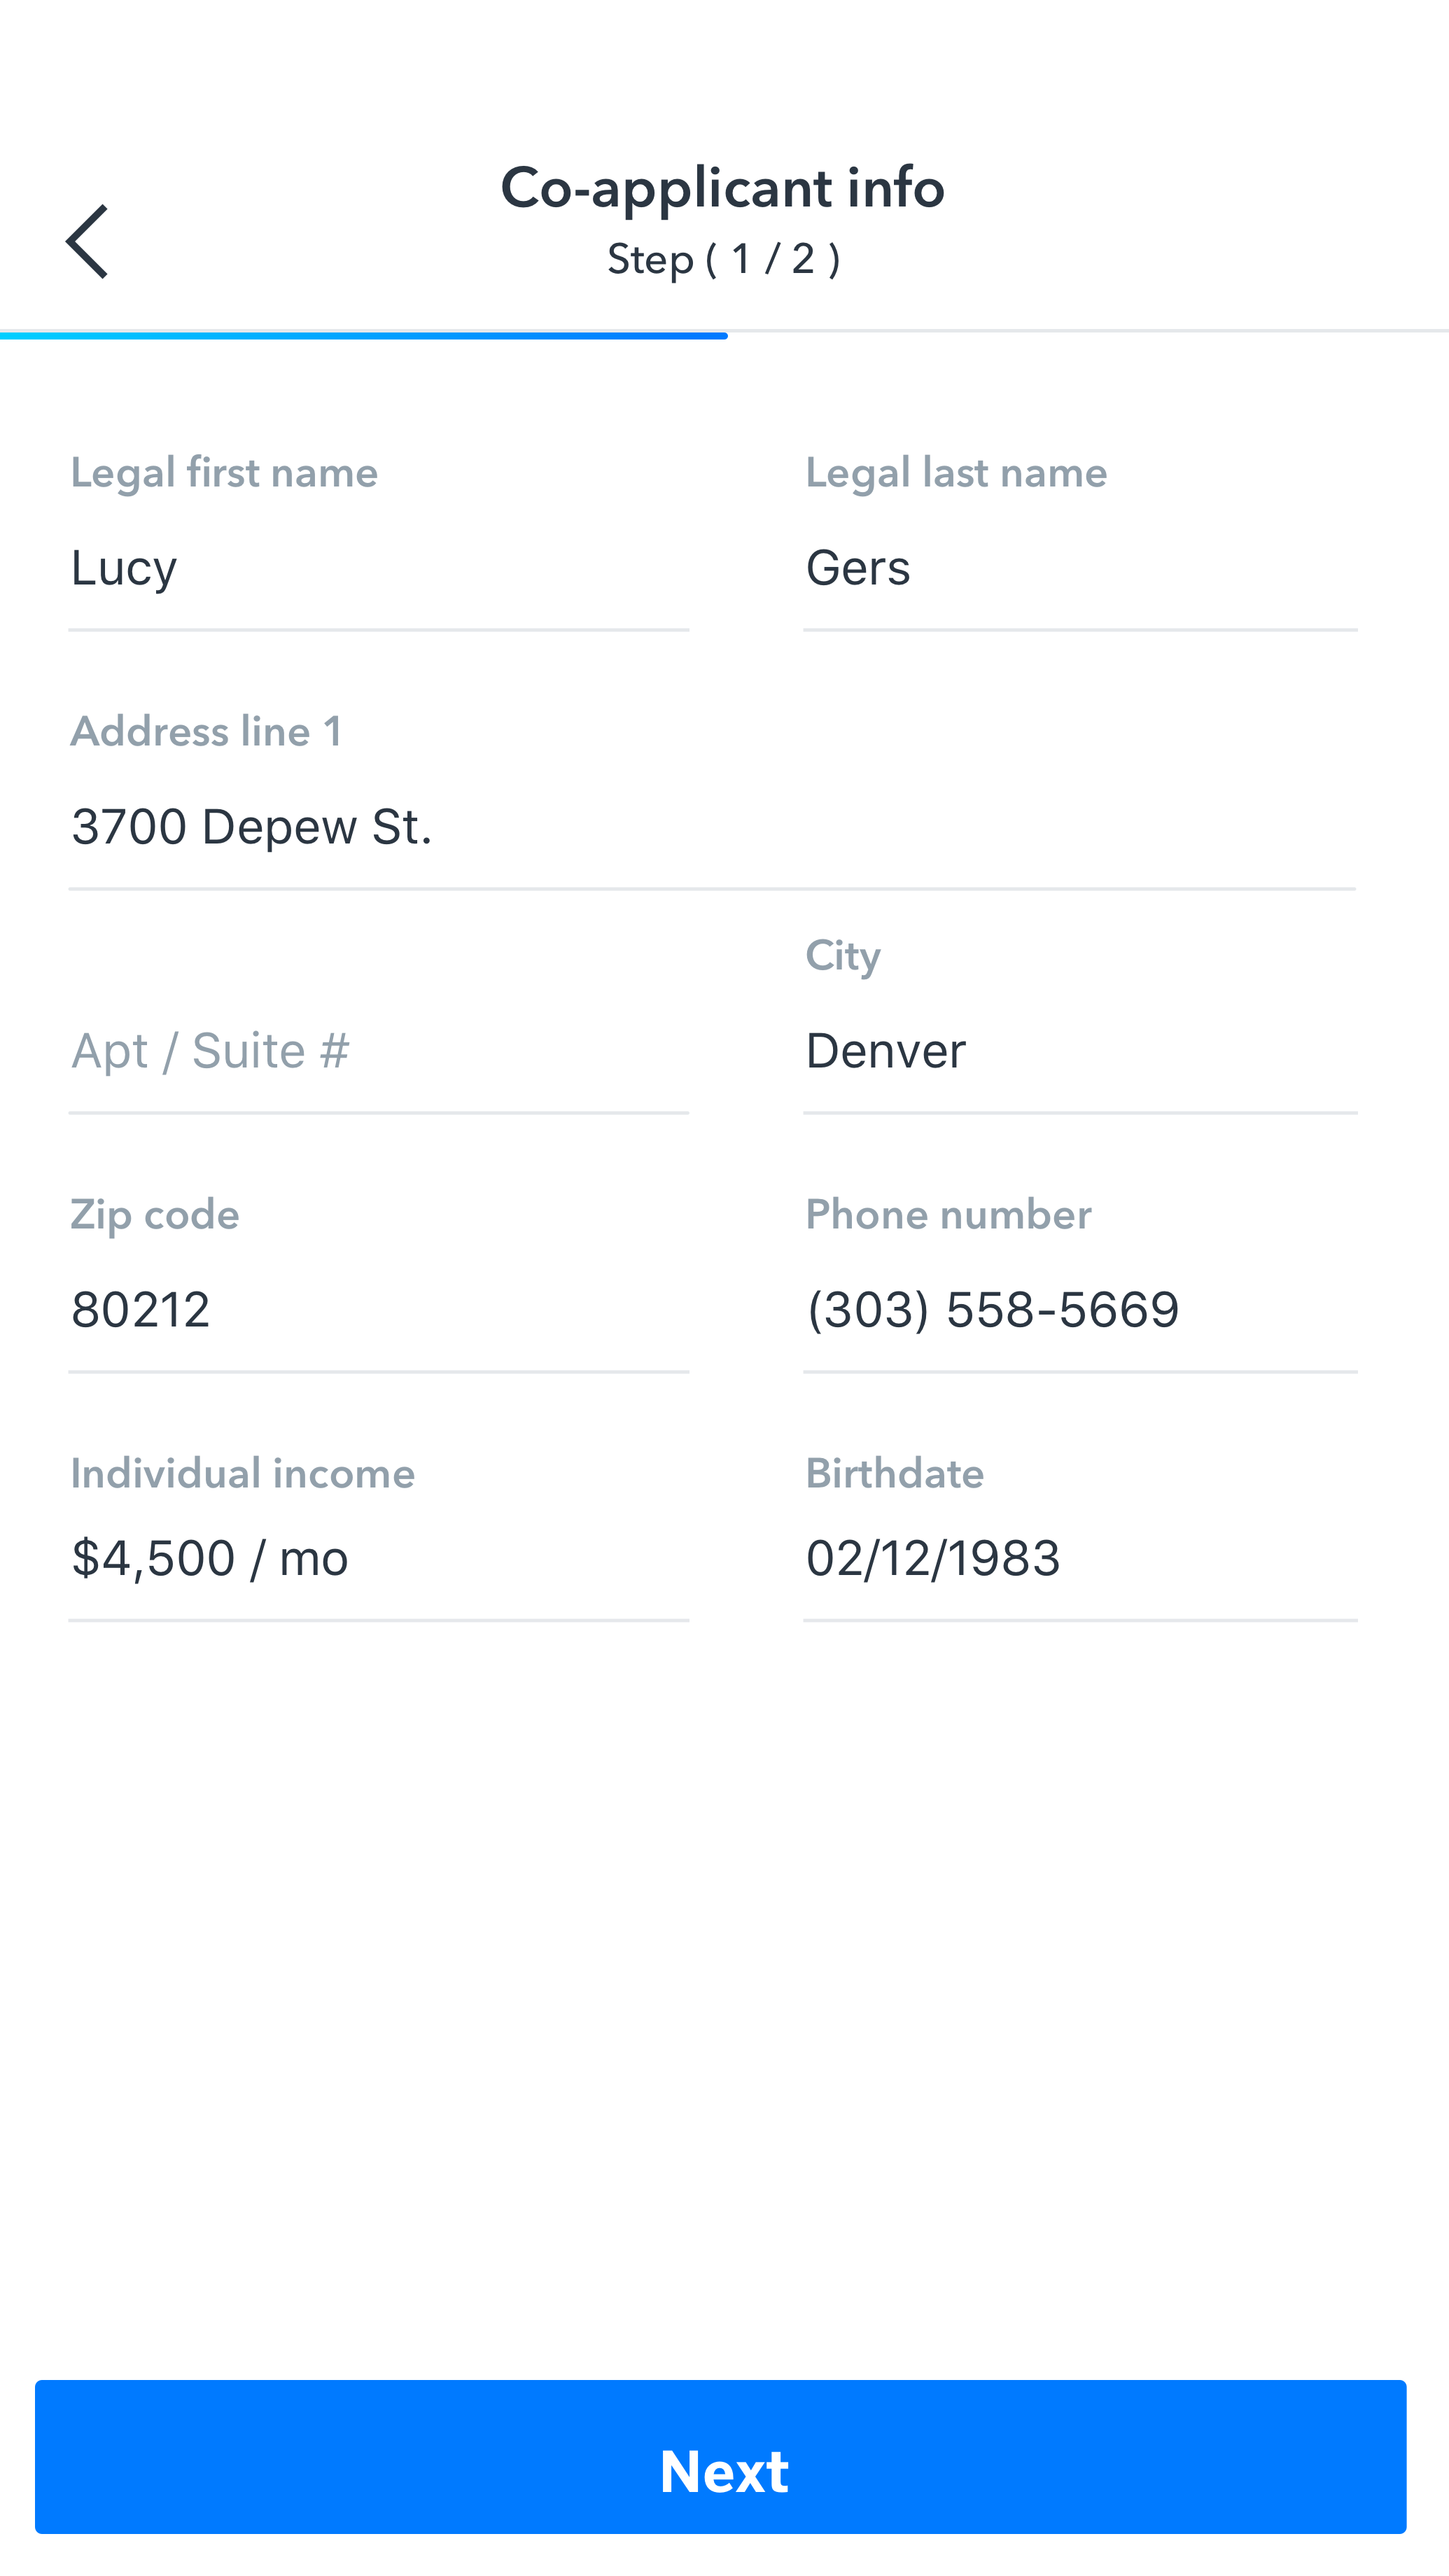 Co-applicant info
Step ( 1 / 2 )
Legal first name
Legal last name
Lucy
Gers
Address line 1
3700 Depew St.
City
Apt / Suite #
Denver
Zip code
Phone number
80212
(303) 558-5669
Individual income
Birthdate
$4,500 / mo
02/12/1983
Next